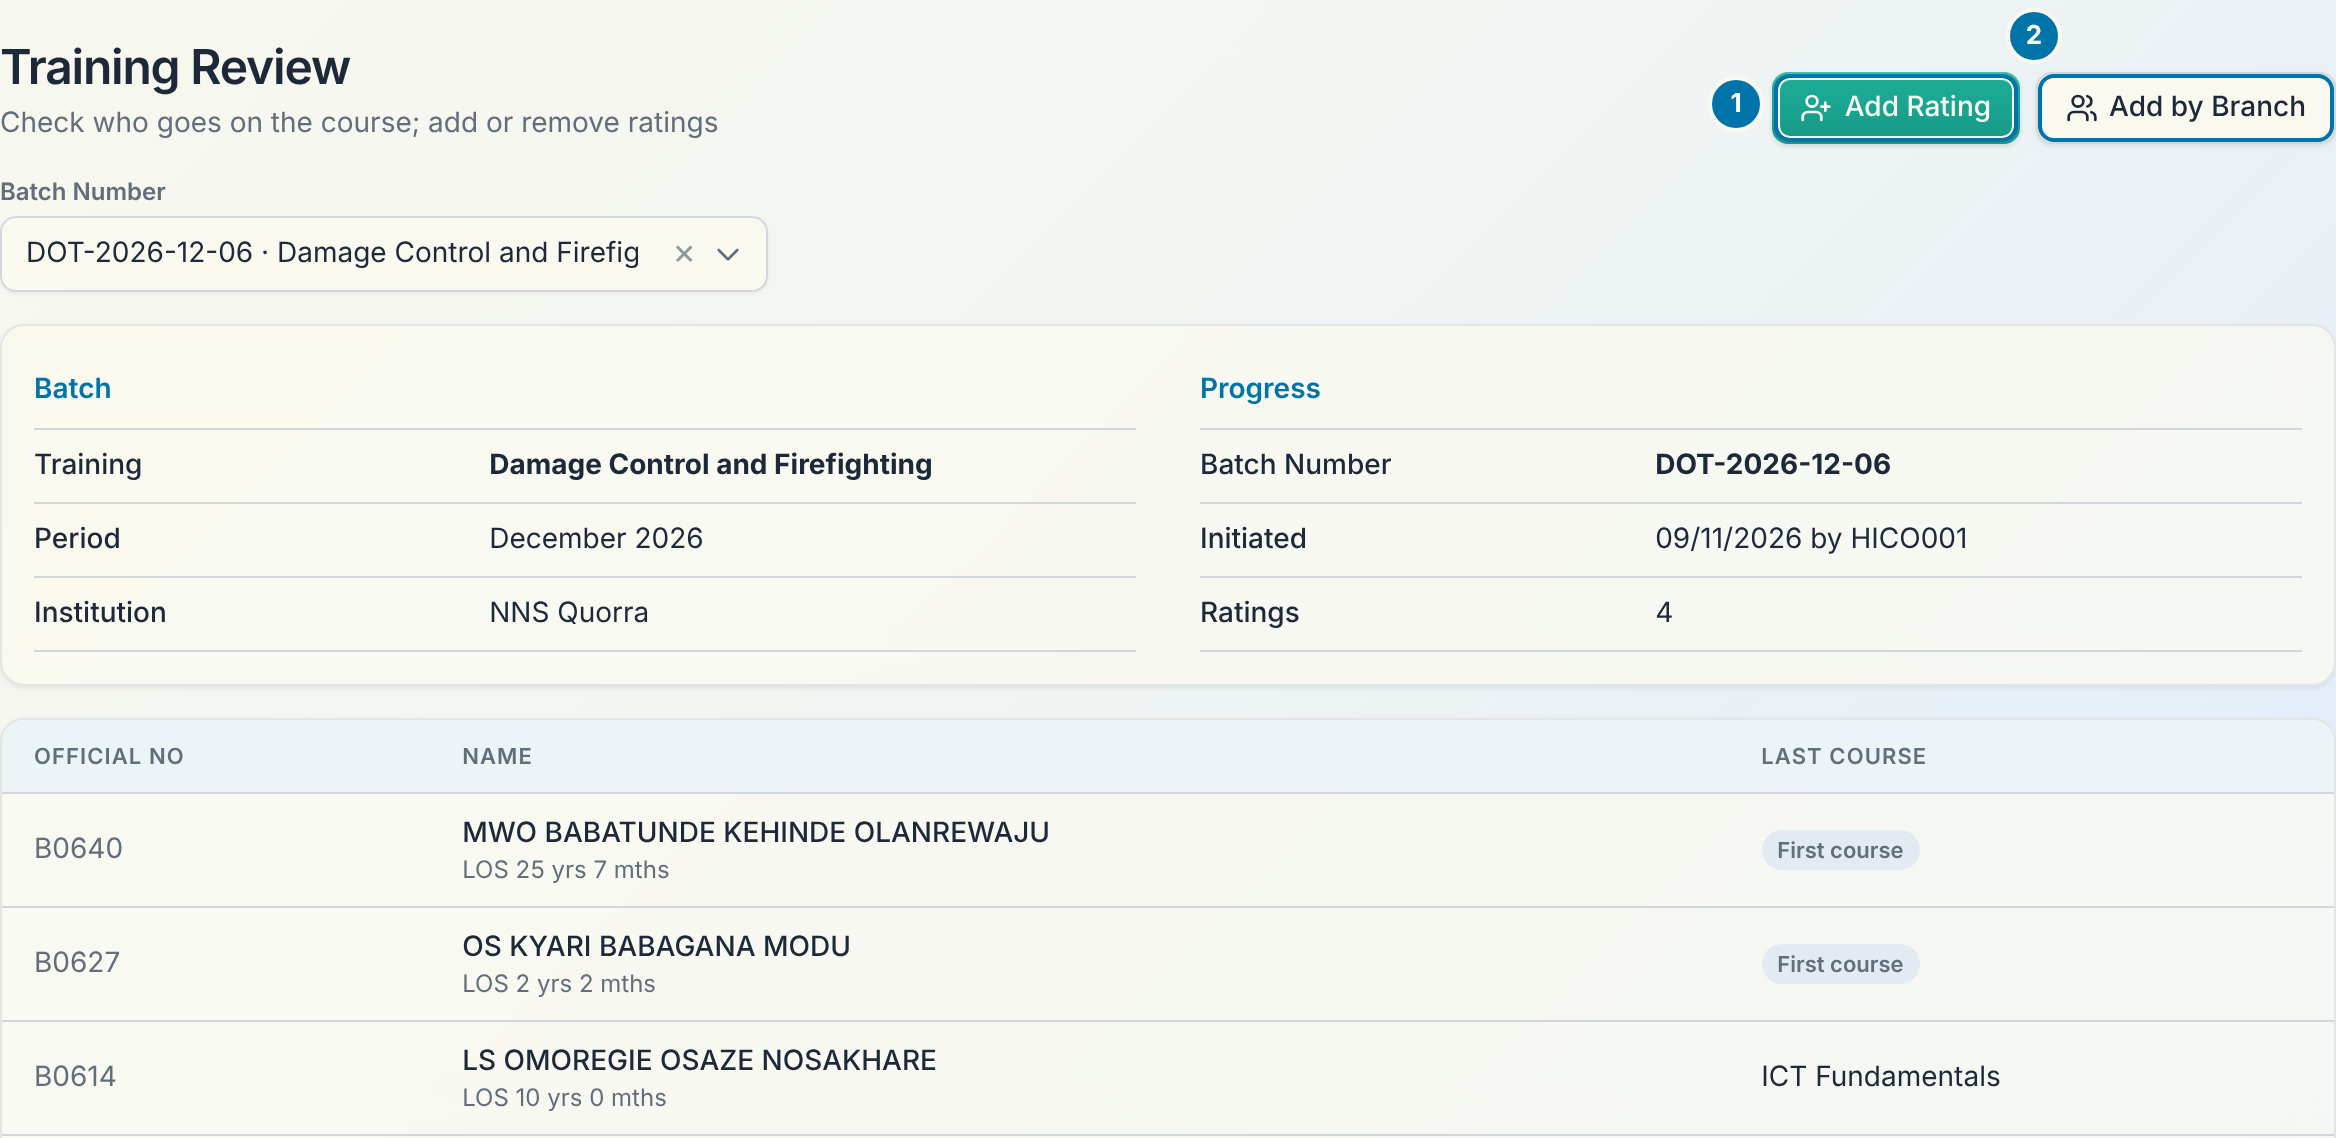 Training Review
Check who goes on the course; add or remove ratings
1
Add Rating
2
Add by Branch
Batch Number
DOT-2026-12-06 · Damage Control and Firefig
Batch
Training Damage Control and Firefighting
Period December 2026
Institution NNS Quorra
Progress
Batch Number DOT-2026-12-06
Initiated 09/11/2026 by HICO001
Ratings 4
OFFICIAL NO NAME LAST COURSE
B0640 MWO BABATUNDE KEHINDE OLANREWAJU First course
LOS 25 yrs 7 mths
B0627 OS KYARI BABAGANA MODU First course
LOS 2 yrs 2 mths
B0614 LS OMOREGIE OSAZE NOSAKHARE ICT Fundamentals
LOS 10 yrs 0 mths